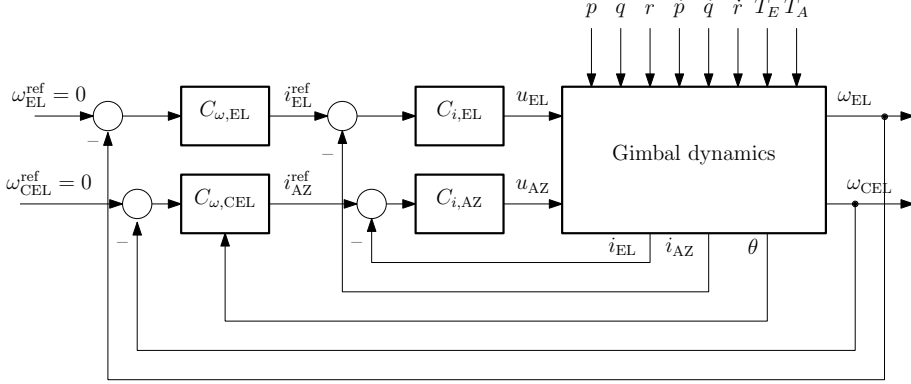 p q r ṗ q̇ ṙ T_E T_A
ω_EL^ref = 0
C_ω,EL
i_EL^ref
C_i,EL
u_EL
ω_EL
−
−
Gimbal dynamics
ω_CEL^ref = 0
C_ω,CEL
i_AZ^ref
C_i,AZ
u_AZ
ω_CEL
−
−
i_EL
i_AZ
θ